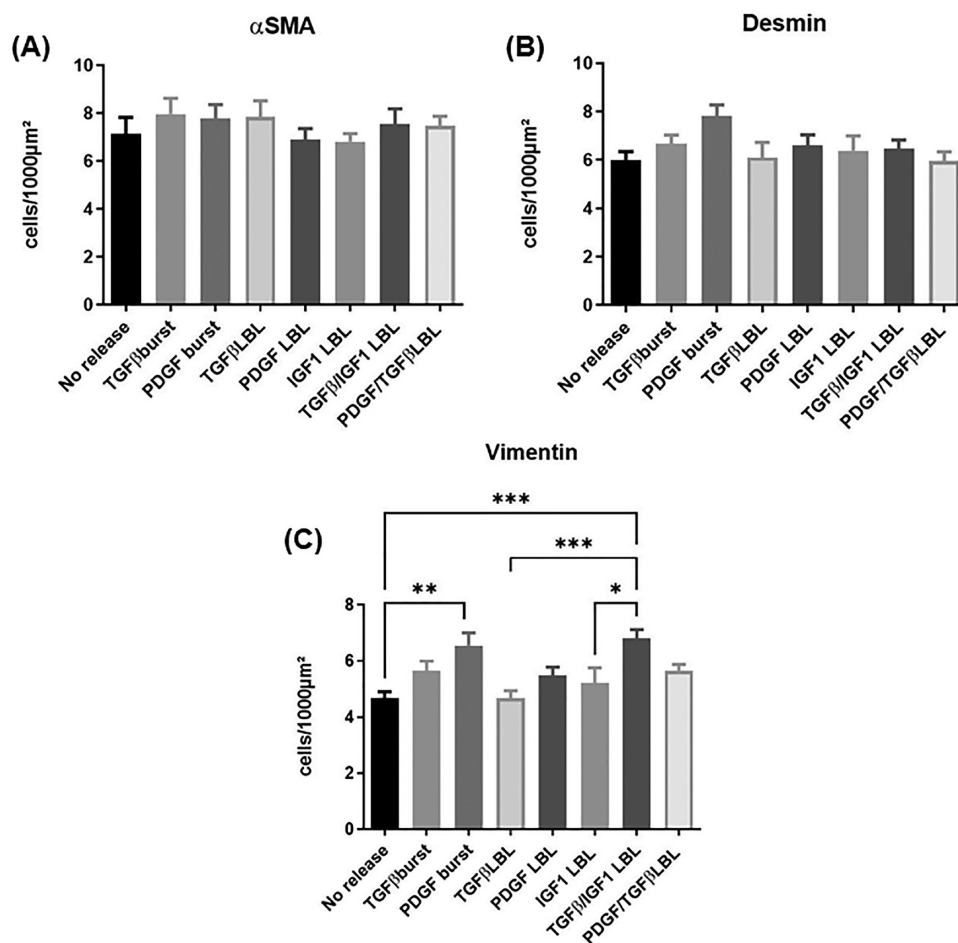 αSMA
(A)
cells/1000µm²
10
8
6
4
2
0
No release
TGFβburst
PDGF burst
TGFβLBL
PDGF LBL
IGF1 LBL
TGFβ/IGF1 LBL
PDGF/TGFβLBL
Desmin
(B)
cells/1000µm²
10
8
6
4
2
0
No release
TGFβburst
PDGF burst
TGFβLBL
PDGF LBL
IGF1 LBL
TGFβ/IGF1 LBL
PDGF/TGFβLBL
Vimentin
(C)
***
***
**
*
cells/1000µm²
8
6
4
2
0
No release
TGFβburst
PDGF burst
TGFβLBL
PDGF LBL
IGF1 LBL
TGFβ/IGF1 LBL
PDGF/TGFβLBL